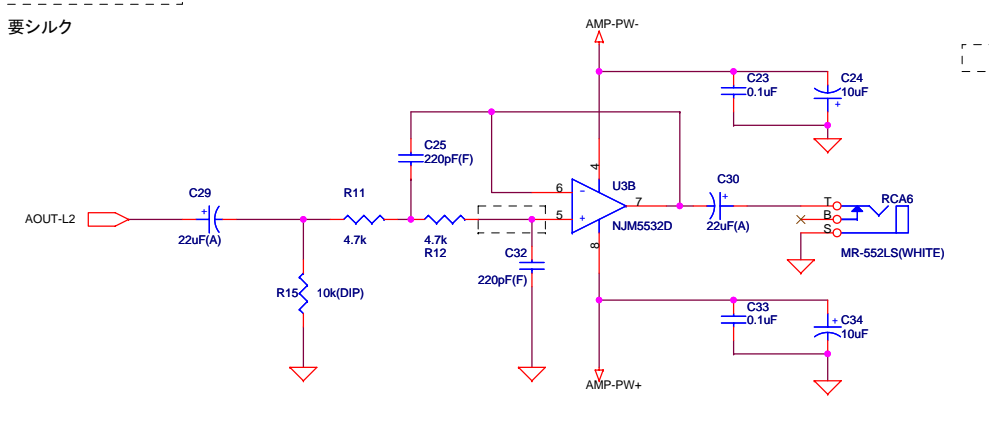 要シルク
AMP-PW-
C23
0.1uF
C24
10uF
+
C25
220pF(F)
4
U3B
6
-
7
5
+
NJM5532D
8
C29
+
22uF(A)
R11
4.7k
4.7k
R12
AOUT-L2
C30
+
22uF(A)
T
B
S
RCA6
MR-552LS(WHITE)
C32
220pF(F)
R15
10k(DIP)
C33
0.1uF
+
C34
10uF
AMP-PW+